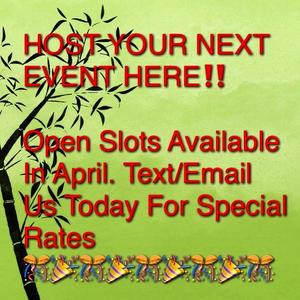 HOST YOUR NEXT
EVENT HERE‼️
Open Slots Available
In April. Text/Email
Us Today For Special
Rates
🎊🎉🎊🎉🎊🎉🎊🎉🎊